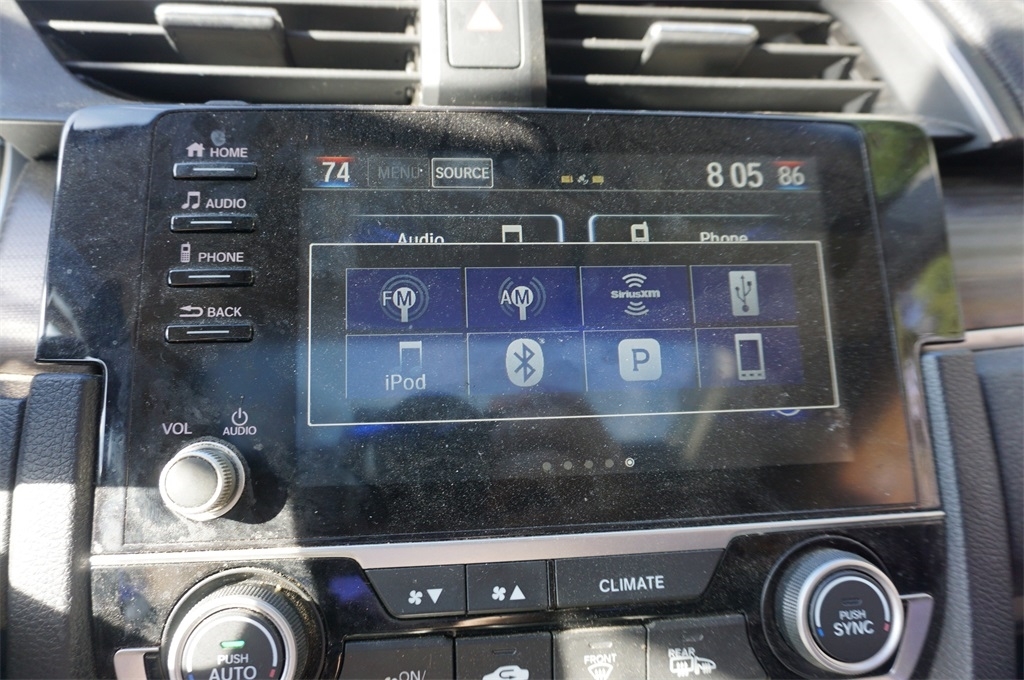 HOME
74 MENU SOURCE 8 05 86
AUDIO
Audio Phone
PHONE
FM AM SiriusXM
BACK
iPod P
VOL AUDIO
CLIMATE
PUSH AUTO
PUSH SYNC
ON/
FRONT
REAR